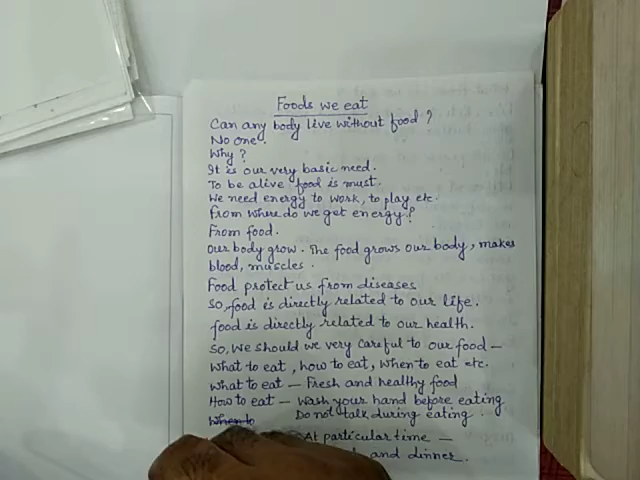 Foods we eat
Can any body live without food?
No one.
Why?
It is our very basic need.
To be alive food is must.
We need energy to work, to play etc.
From where do we get energy?
From food.
Our body grow. The food grows our body, makes
blood, muscles.
Food protect us from diseases
So, food is directly related to our life.
food is directly related to our health.
So, we should we very careful to our food –
What to eat, how to eat, when to eat etc.
What to eat – Fresh and healthy food
How to eat – Wash your hand before eating
When to Do not talk during eating.
At particular time –
and dinner.